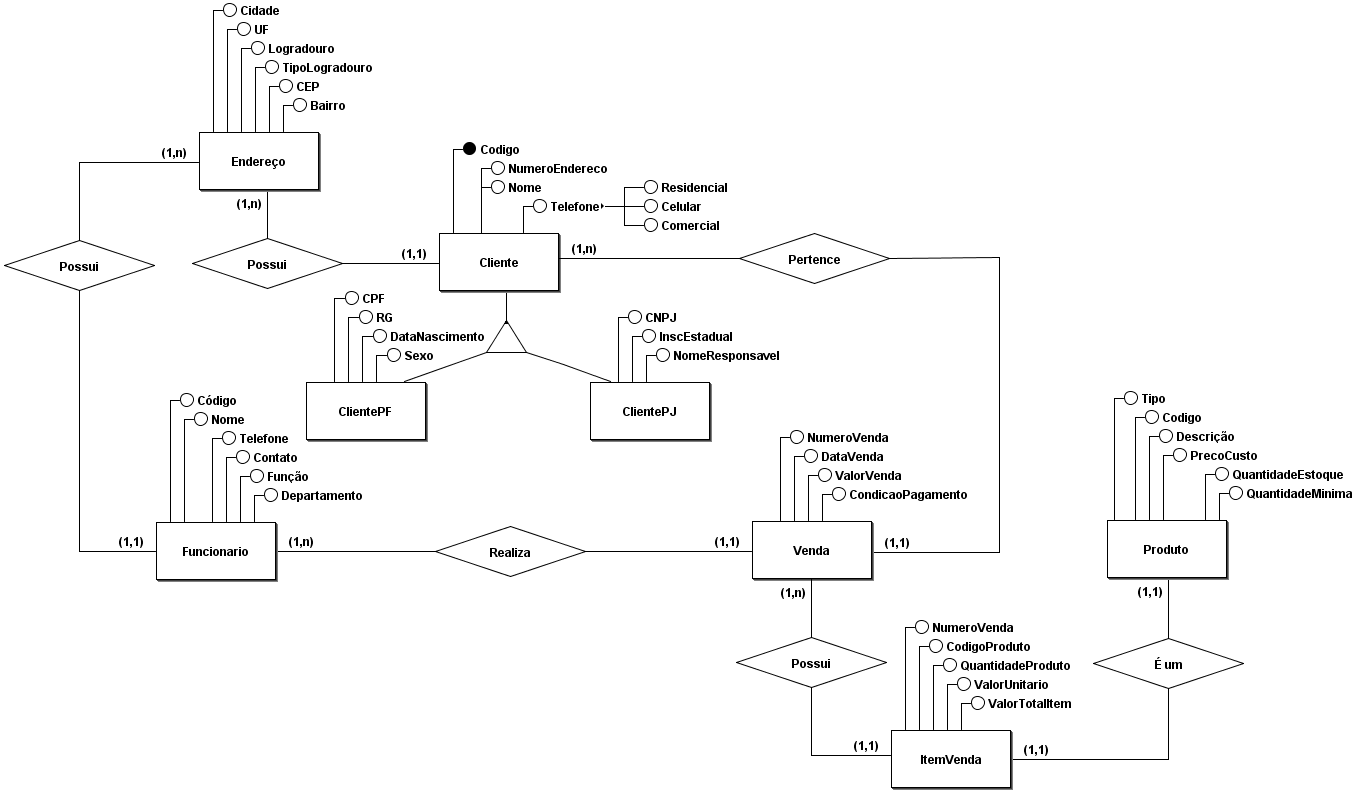 Cidade
UF
Logradouro
TipoLogradouro
CEP
Bairro
(1,n)
Endereço
(1,n)
Codigo
NumeroEndereco
Nome
Telefone
Residencial
Celular
Comercial
(1,1)
Cliente
(1,n)
Possui
Possui
Pertence
CPF
RG
DataNascimento
Sexo
CNPJ
InscEstadual
NomeResponsavel
ClientePF
ClientePJ
Código
Nome
Telefone
Contato
Função
Departamento
NumeroVenda
DataVenda
ValorVenda
CondicaoPagamento
Tipo
Codigo
Descrição
PrecoCusto
QuantidadeEstoque
QuantidadeMinima
(1,1)
Funcionario
(1,n)
Realiza
(1,1)
Venda
(1,1)
Produto
(1,n)
(1,1)
NumeroVenda
CodigoProduto
QuantidadeProduto
ValorUnitario
ValorTotalItem
Possui
É um
(1,1)
ItemVenda
(1,1)